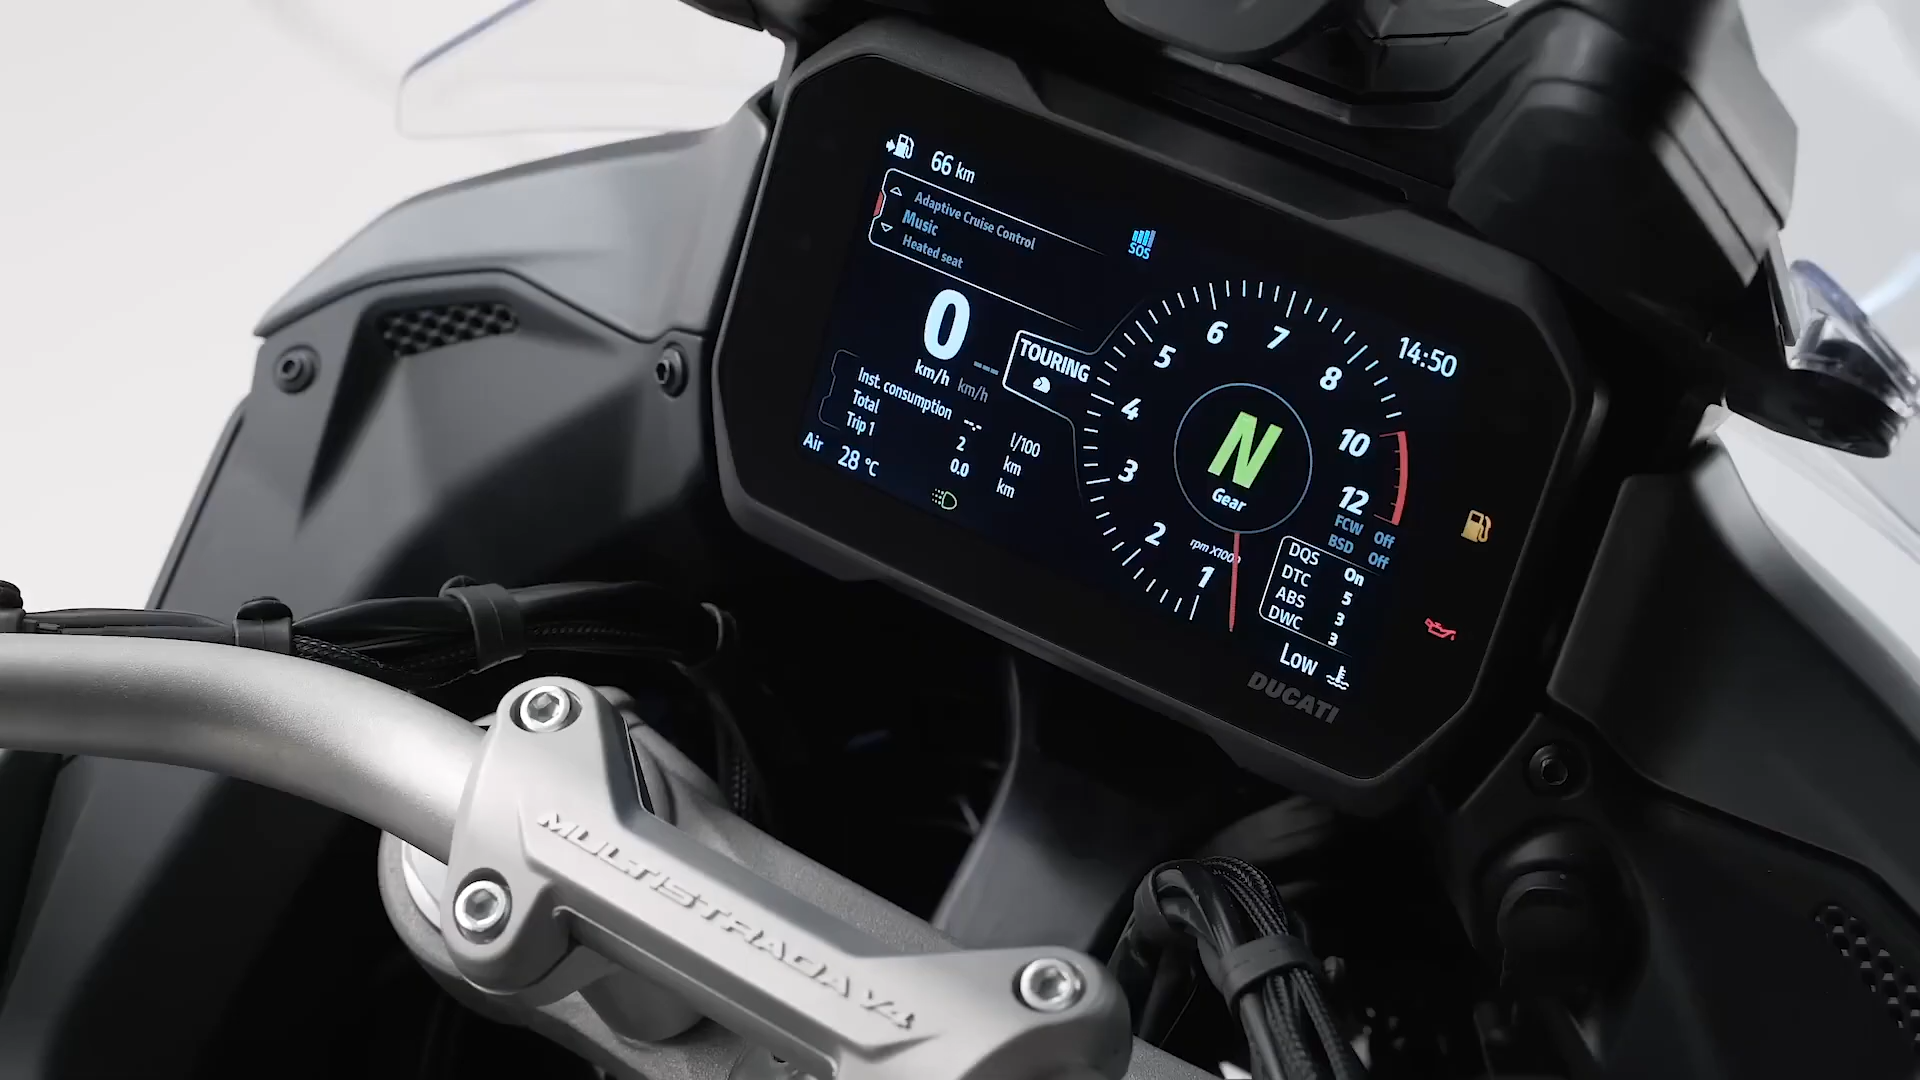 66 km
Adaptive Cruise Control
Music
Heated seat
SOS
14:50
0
km/h
--- km/h
TOURING
Inst. consumption --.- l/100
Total 2 km
Trip 1 0.0 km
Air 28 °C
1
2
3
4
5
6
7
8
10
12
N
Gear
rpm X1000
FCW Off
BSD Off
DQS On
DTC 5
ABS 3
DWC 3
Low
DUCATI
MULTISTRADA V4